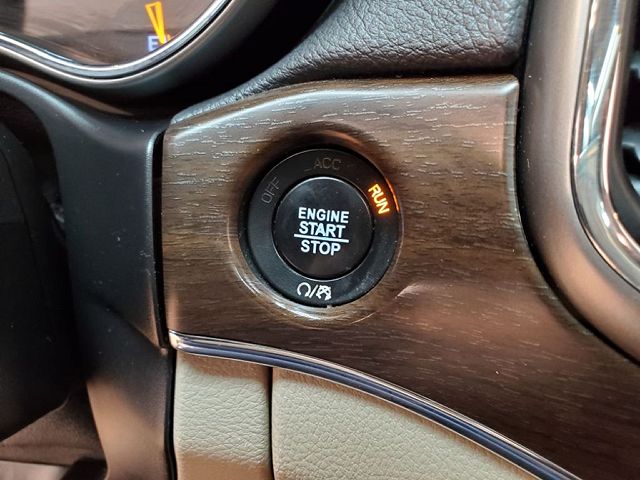 E
OFF ACC RUN
ENGINE
START
STOP